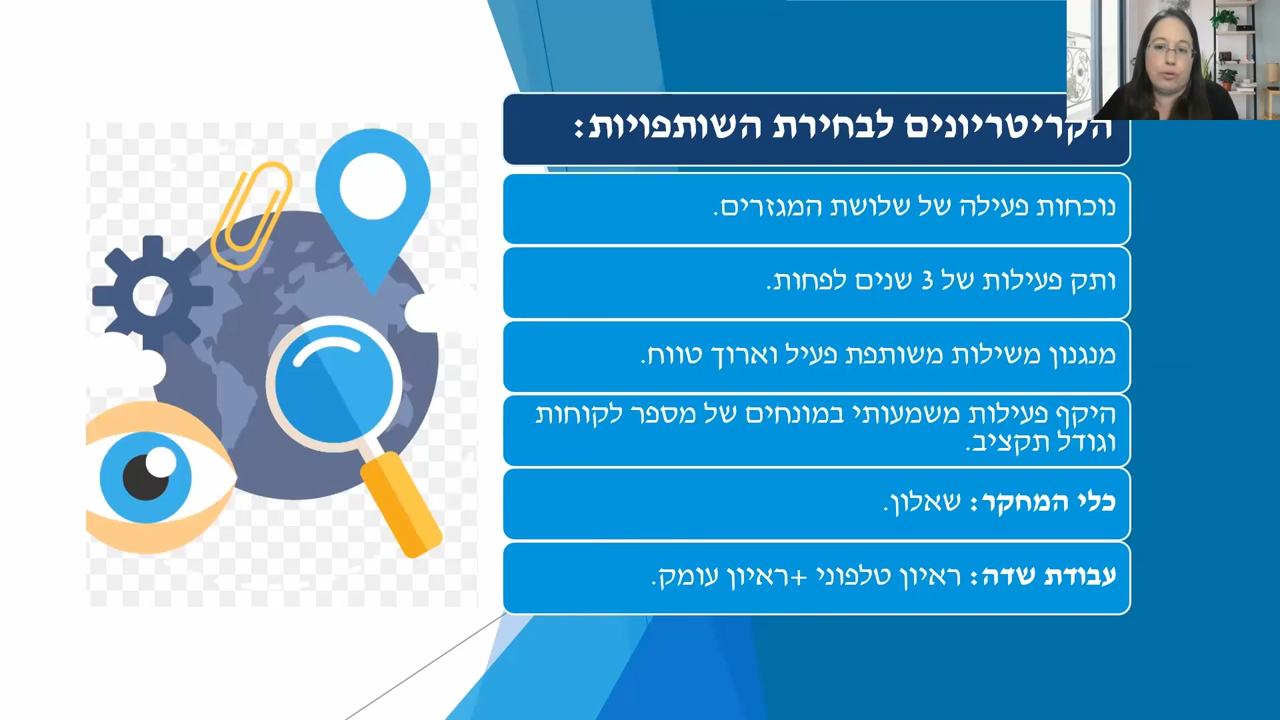 הקריטריונים לבחירת השותפויות:
נוכחות פעילה של שלושת המגזרים.
ותק פעילות של 3 שנים לפחות.
מנגנון משילות משותפת פעיל וארוך טווח.
היקף פעילות משמעותי במונחים של מספר לקוחות
וגודל תקציב.
כלי המחקר: שאלון.
עבודת שדה: ראיון טלפוני +ראיון עומק.